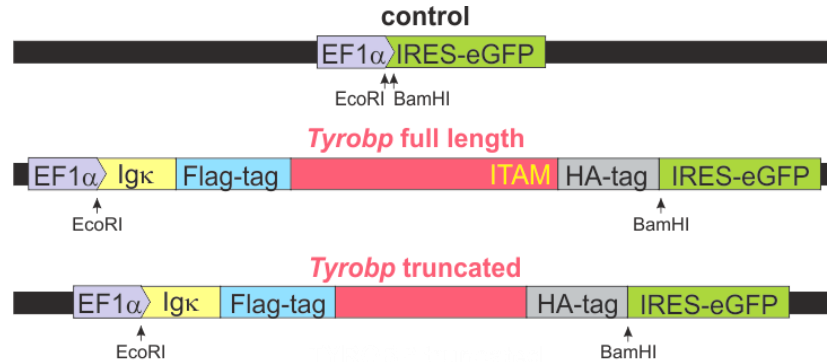 control
EF1α IRES-eGFP
EcoRI BamHI
Tyrobp full length
EF1α Igκ Flag-tag ITAM HA-tag IRES-eGFP
EcoRI BamHI
Tyrobp truncated
EF1α Igκ Flag-tag HA-tag IRES-eGFP
EcoRI BamHI